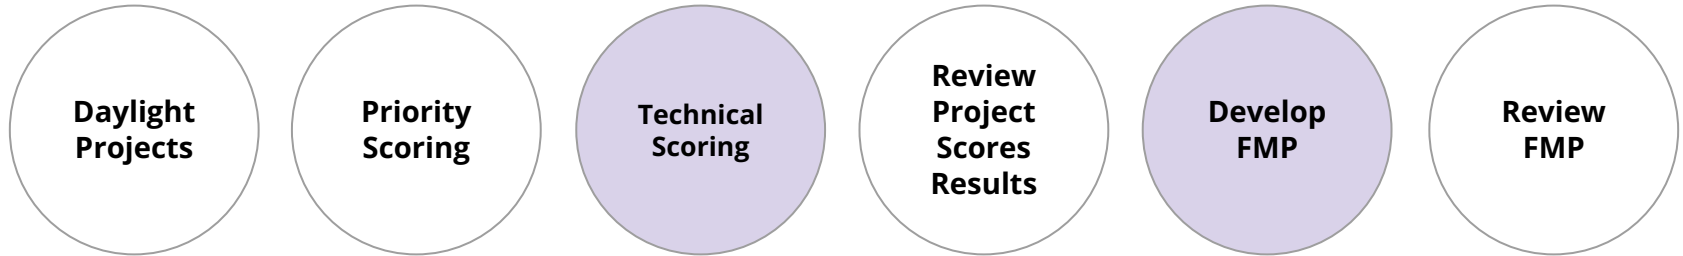 Daylight
Projects
Priority
Scoring
Technical
Scoring
Review
Project
Scores
Results
Develop
FMP
Review
FMP